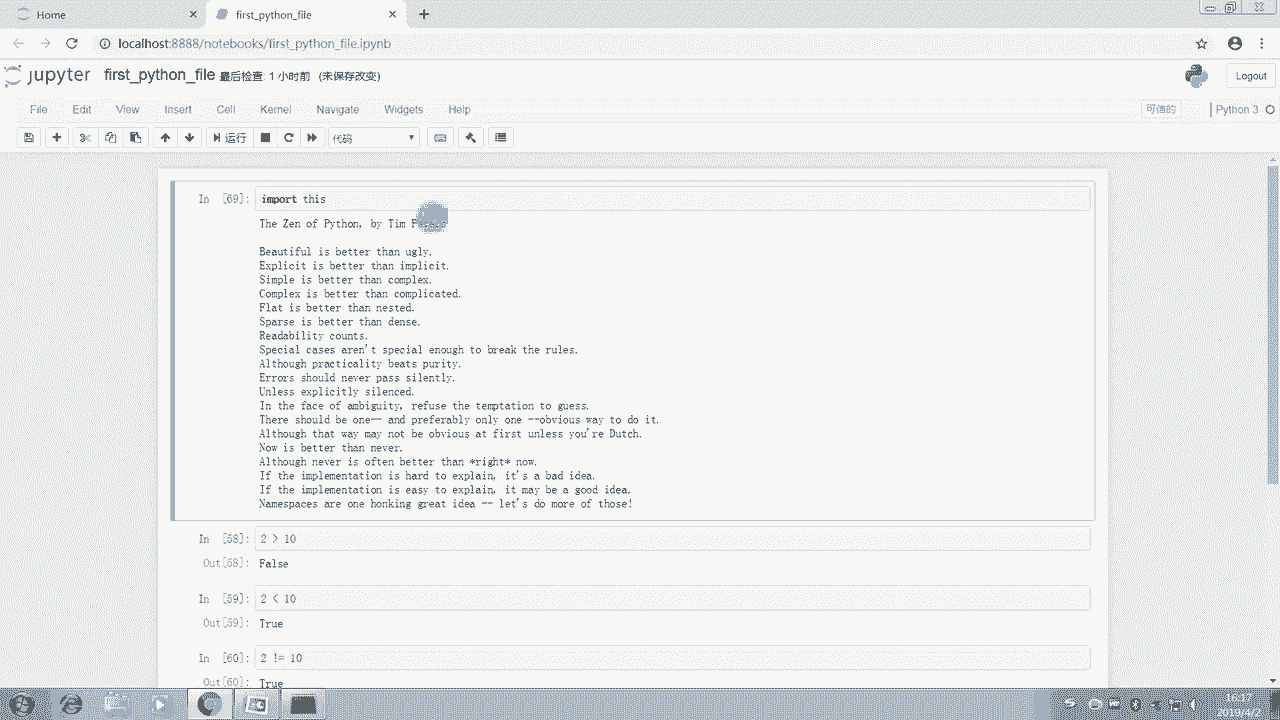 Home
first_python_file
localhost:8888/notebooks/first_python_file.ipynb
jupyter first_python_file 最后检查: 1 小时前 (未保存改变)
Logout
File Edit View Insert Cell Kernel Navigate Widgets Help
可信的 Python 3
运行 代码
In [69]: import this
The Zen of Python, by Tim
Beautiful is better than ugly.
Explicit is better than implicit.
Simple is better than complex.
Complex is better than complicated.
Flat is better than nested.
Sparse is better than dense.
Readability counts.
Special cases aren't special enough to break the rules.
Although practicality beats purity.
Errors should never pass silently.
Unless explicitly silenced.
In the face of ambiguity, refuse the temptation to guess.
There should be one-- and preferably only one --obvious way to do it.
Although that way may not be obvious at first unless you're Dutch.
Now is better than never.
Although never is often better than *right* now.
If the implementation is hard to explain, it's a bad idea.
If the implementation is easy to explain, it may be a good idea.
Namespaces are one honking great idea -- let's do more of those!
In [58]: 2 > 10
Out[58]: False
In [59]: 2 < 10
Out[59]: True
In [60]: 2 != 10
Out[60]: True
16:17
2019/4/2